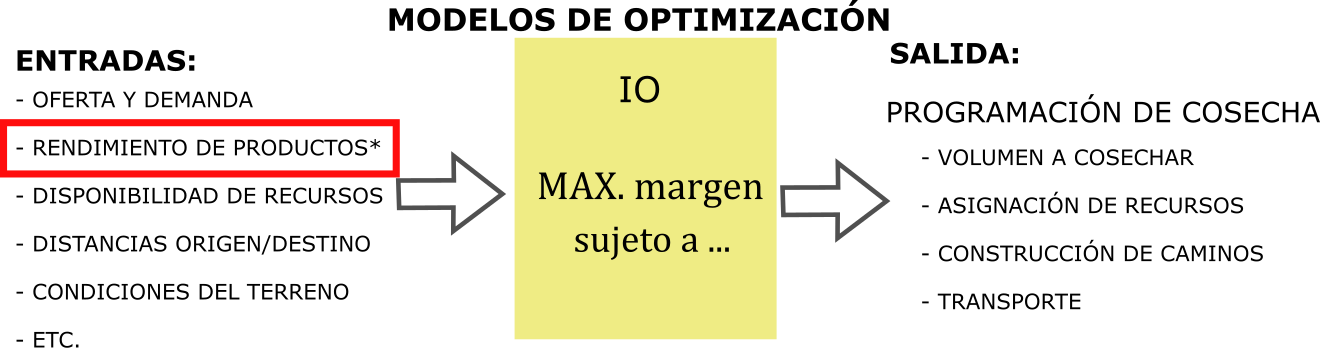 MODELOS DE OPTIMIZACIÓN
ENTRADAS:
- OFERTA Y DEMANDA
- RENDIMIENTO DE PRODUCTOS*
- DISPONIBILIDAD DE RECURSOS
- DISTANCIAS ORIGEN/DESTINO
- CONDICIONES DEL TERRENO
- ETC.
IO
MAX. margen
sujeto a ...
SALIDA:
PROGRAMACIÓN DE COSECHA
- VOLUMEN A COSECHAR
- ASIGNACIÓN DE RECURSOS
- CONSTRUCCIÓN DE CAMINOS
- TRANSPORTE